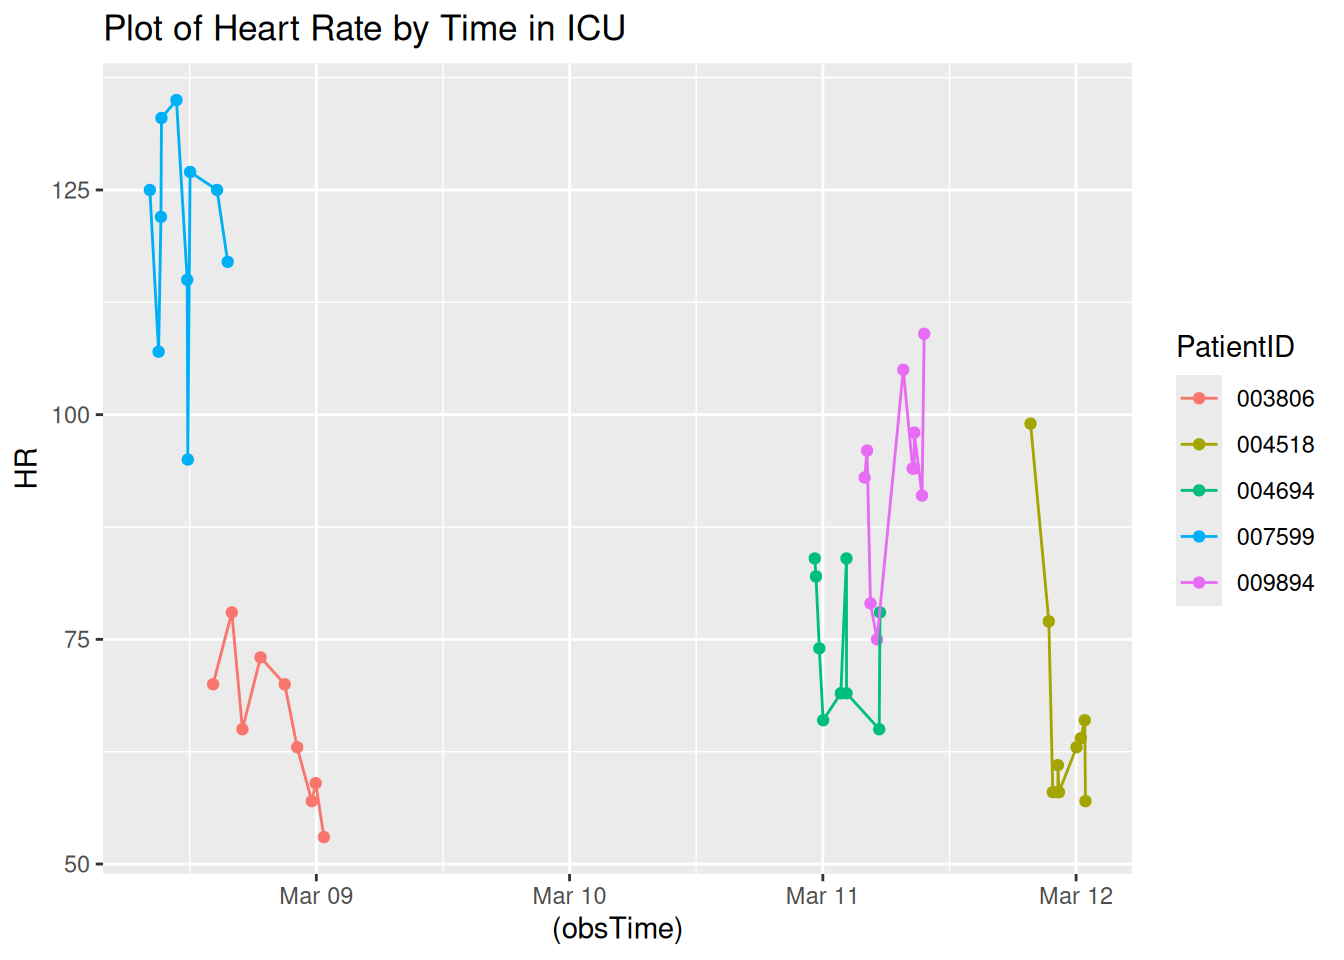 Plot of Heart Rate by Time in ICU
125
100
75
50
HR
Mar 09
Mar 10
Mar 11
Mar 12
(obsTime)
PatientID
003806
004518
004694
007599
009894